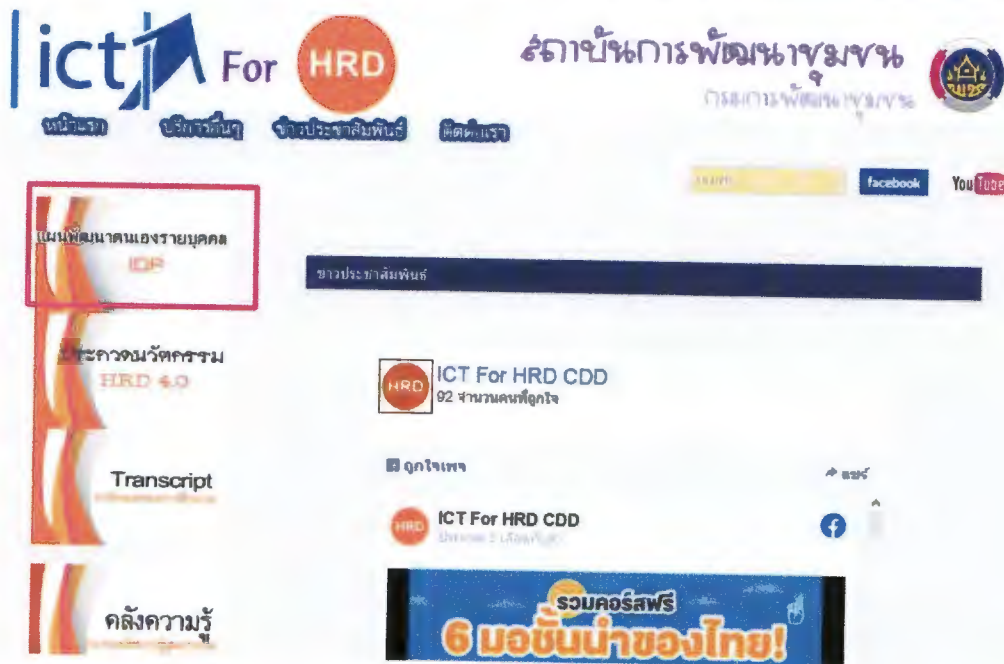 ict For HRD
สถาบันการพัฒนาชุมชน
กรมการพัฒนาชุมชน
หน้าแรก บริการอื่นๆ ข่าวประชาสัมพันธ์ ติดต่อเรา
facebook YouTube
แผนพัฒนาตนเองรายบุคคล
IDP
ข่าวประชาสัมพันธ์
ประกวดนวัตกรรม
HRD 4.0
HRD
ICT For HRD CDD
92 จำนวนคนที่ถูกใจ
Transcript
ถูกใจเพจ
แชร์
HRD
ICT For HRD CDD
คลังความรู้
รวมคอร์สฟรี
6 มอชั้นนำของไทย!